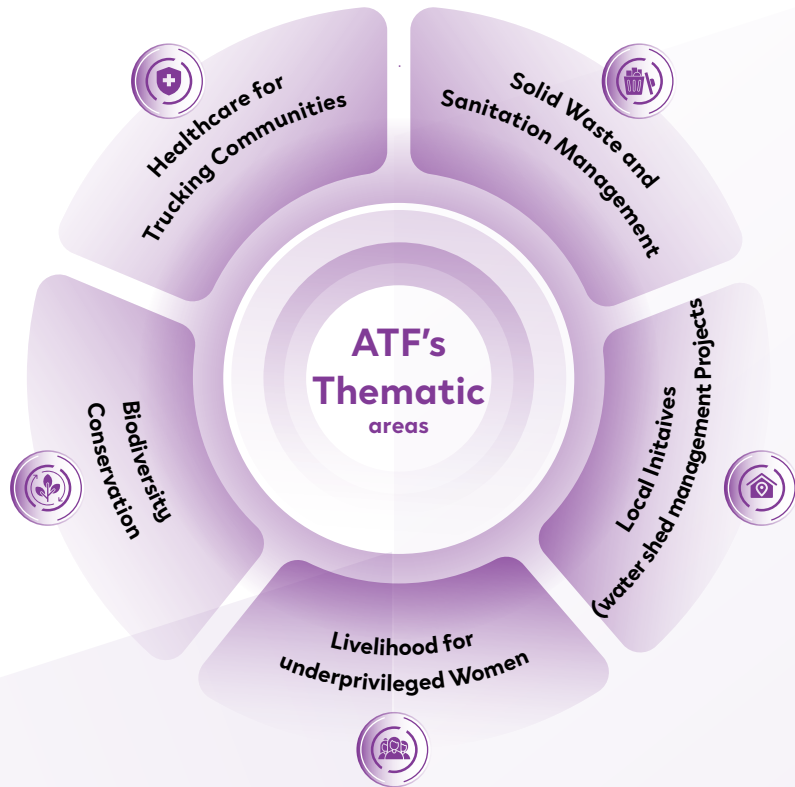 Healthcare for
Trucking Communities
Solid Waste and
Sanitation Management
Local Initaives
(water shed management Projects
Livelihood for
underprivileged Women
Biodiversity
Conservation
ATF's
Thematic
areas